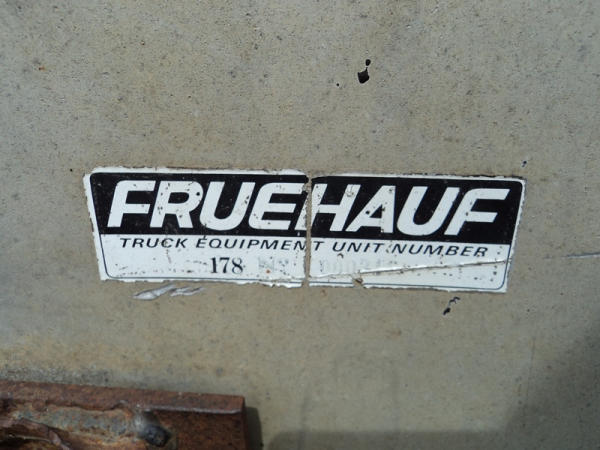 FRUEHAUF
TRUCK EQUIPMENT UNIT NUMBER
178